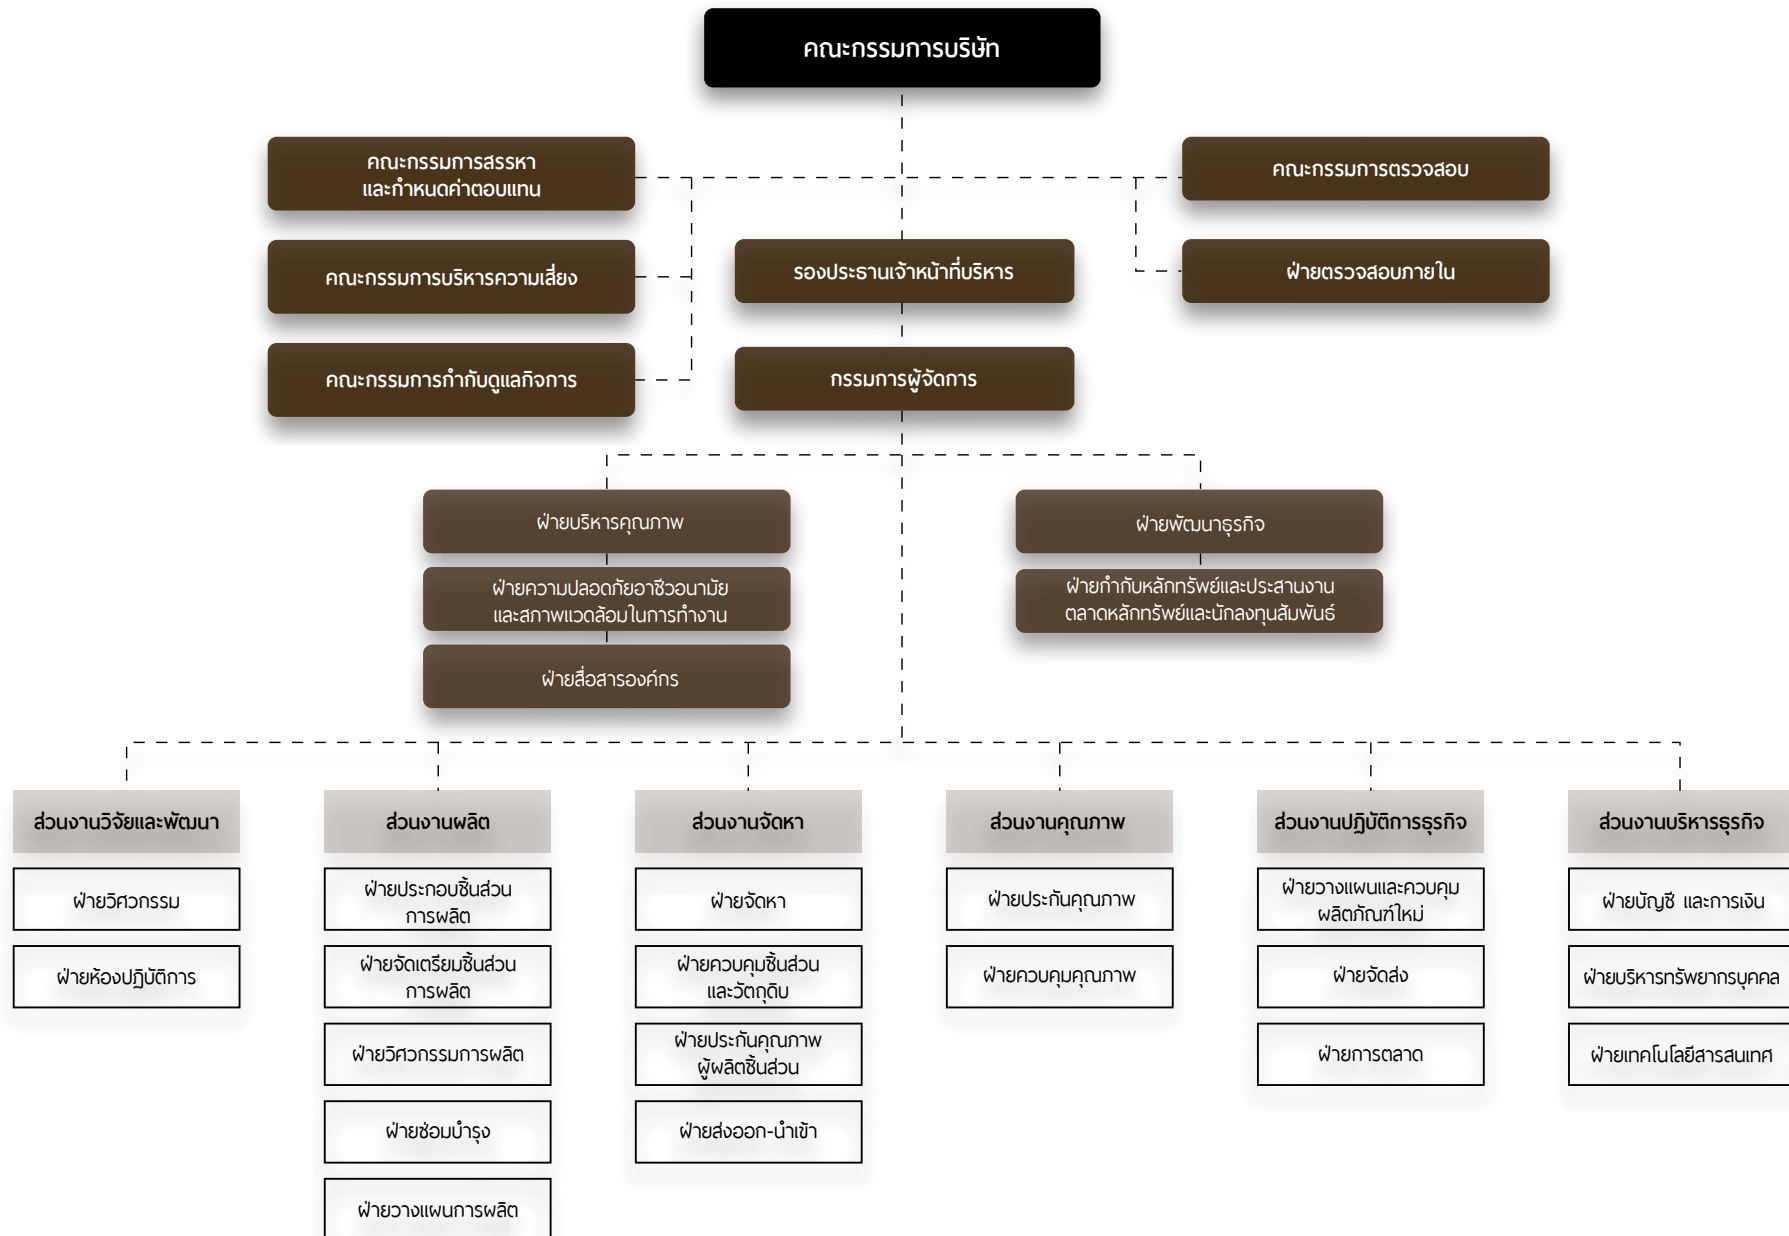 คณะกรรมการบริษัท
คณะกรรมการสรรหา
และกำหนดค่าตอบแทน
คณะกรรมการตรวจสอบ
คณะกรรมการบริหารความเสี่ยง
รองประธานเจ้าหน้าที่บริหาร
ฝ่ายตรวจสอบภายใน
คณะกรรมการกำกับดูแลกิจการ
กรรมการผู้จัดการ
ฝ่ายบริหารคุณภาพ
ฝ่ายความปลอดภัยอาชีวอนามัย
และสภาพแวดล้อมในการทำงาน
ฝ่ายสื่อสารองค์กร
ฝ่ายพัฒนาธุรกิจ
ฝ่ายกำกับหลักทรัพย์และประสานงาน
ตลาดหลักทรัพย์และนักลงทุนสัมพันธ์
ส่วนงานวิจัยและพัฒนา
ฝ่ายวิศวกรรม
ฝ่ายห้องปฏิบัติการ
ส่วนงานผลิต
ฝ่ายประกอบชิ้นส่วน
การผลิต
ฝ่ายจัดเตรียมชิ้นส่วน
การผลิต
ฝ่ายวิศวกรรมการผลิต
ฝ่ายซ่อมบำรุง
ฝ่ายวางแผนการผลิต
ส่วนงานจัดหา
ฝ่ายจัดหา
ฝ่ายควบคุมชิ้นส่วน
และวัตถุดิบ
ฝ่ายประกันคุณภาพ
ผู้ผลิตชิ้นส่วน
ฝ่ายส่งออก-นำเข้า
ส่วนงานคุณภาพ
ฝ่ายประกันคุณภาพ
ฝ่ายควบคุมคุณภาพ
ส่วนงานปฏิบัติการธุรกิจ
ฝ่ายวางแผนและควบคุม
ผลิตภัณฑ์ใหม่
ฝ่ายจัดส่ง
ฝ่ายการตลาด
ส่วนงานบริหารธุรกิจ
ฝ่ายบัญชี และการเงิน
ฝ่ายบริหารทรัพยากรบุคคล
ฝ่ายเทคโนโลยีสารสนเทศ